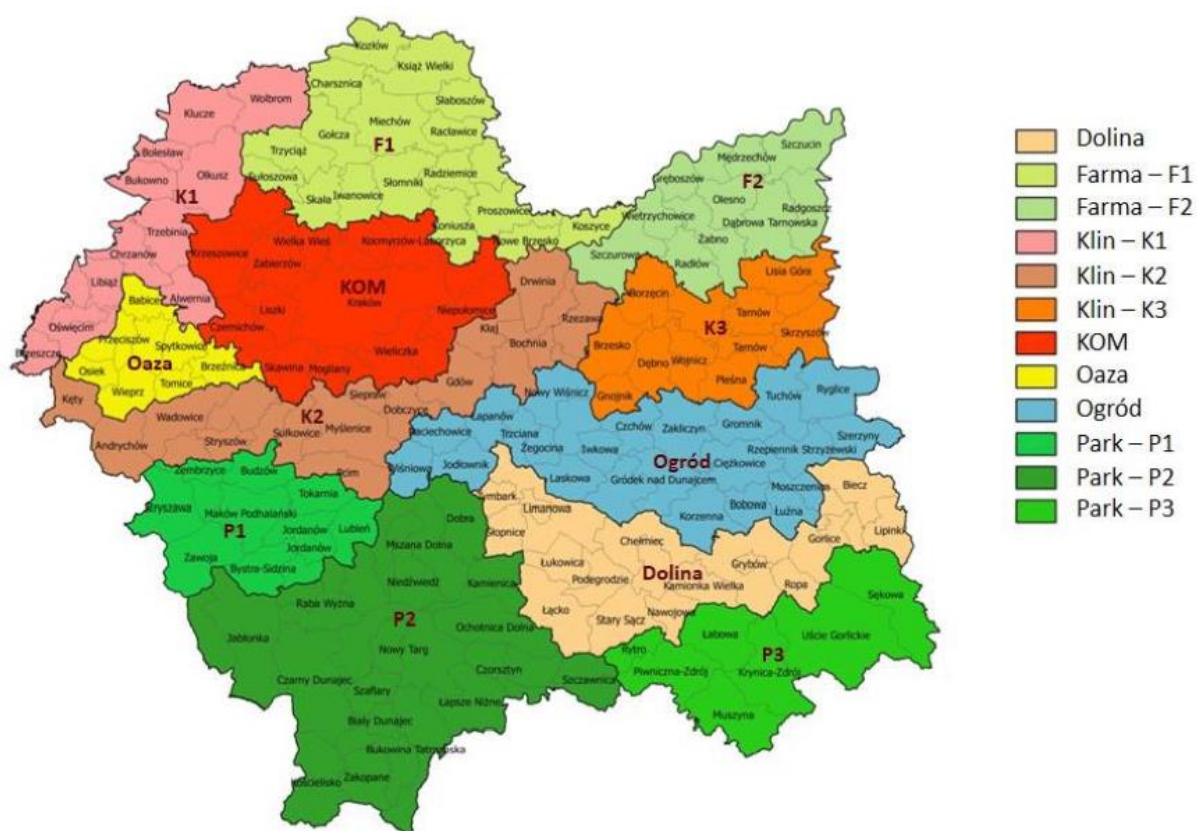 Kozłów
Książ Wielki
Charsznica
Wolbrom
Słaboszów
Klucze
Miechów
Gołcza
Racławice
F1
Trzyciąż
Bolesław
Radziemice
Bukowno
Olkusz
Sułoszowa
Słomniki
K1
Skała
Iwanowice
Proszowice
Koszyce
Koniusza
Nowe Brzesko
Szczucin
Mędrzechów
Gręboszów
F2
Olesno
Radgoszcz
Wietrzychowice
Dąbrowa Tarnowska
Żabno
Szczurowa
Radłów
Trzebinia
Wielka Wieś
Kocmyrzów-Luborzyca
Krzeszowice
Zabierzów
Chrzanów
KOM
Kraków
Libiąż
Alwernia
Liszki
Niepołomice
Czernichów
Wieliczka
Skawina
Mogilany
Oświęcim
Brzeszcze
Babice
Przeciszów
Spytkowice
Oaza
Osiek
Brzeźnica
Wieprz
Tomice
Drwinia
Rzezawa
Kłaj
Bochnia
Gdów
Siepraw
Dobczyce
Kęty
Wadowice
K2
Myślenice
Sułkowice
Andrychów
Stryszów
Pcim
Lisia Góra
Borzęcin
Tarnów
K3
Skrzyszów
Brzesko
Tarnów
Dębno
Wojnicz
Pleśna
Gnojnik
Nowy Wiśnicz
Tuchów
Ryglice
Łapanów
Raciechowice
Trzciana
Czchów
Zakliczyn
Gromnik
Szerzyny
Żegocina
Iwkowa
Rzepiennik Strzyżewski
Wiśniowa
Jodłownik
Ogród
Ciężkowice
Laskowa
Gródek nad Dunajcem
Moszczenica
Bobowa
Łużna
Korzenna
Biecz
Lipinki
Limanowa
Słopnice
Chełmiec
Gorlice
Łukowica
Grybów
Dolina
Podegrodzie
Kamionka Wielka
Ropa
Łącko
Stary Sącz
Nawojowa
Zembrzyce
Budzów
Tokarnia
Stryszawa
Maków Podhalański
P1
Jordanów
Lubień
Jordanów
Zawoja
Bystra-Sidzina
Dobra
Mszana Dolna
Niedźwiedź
Kamienica
Raba Wyżna
P2
Ochotnica Dolna
Jabłonka
Nowy Targ
Czorsztyn
Szczawnica
Czarny Dunajec
Szaflary
Łapsze Niżne
Biały Dunajec
Bukowina Tatrzańska
Kościelisko
Zakopane
Sękowa
Łabowa
Uście Gorlickie
Rytro
P3
Piwniczna-Zdrój
Krynica-Zdrój
Muszyna
Dolina
Farma – F1
Farma – F2
Klin – K1
Klin – K2
Klin – K3
KOM
Oaza
Ogród
Park – P1
Park – P2
Park – P3